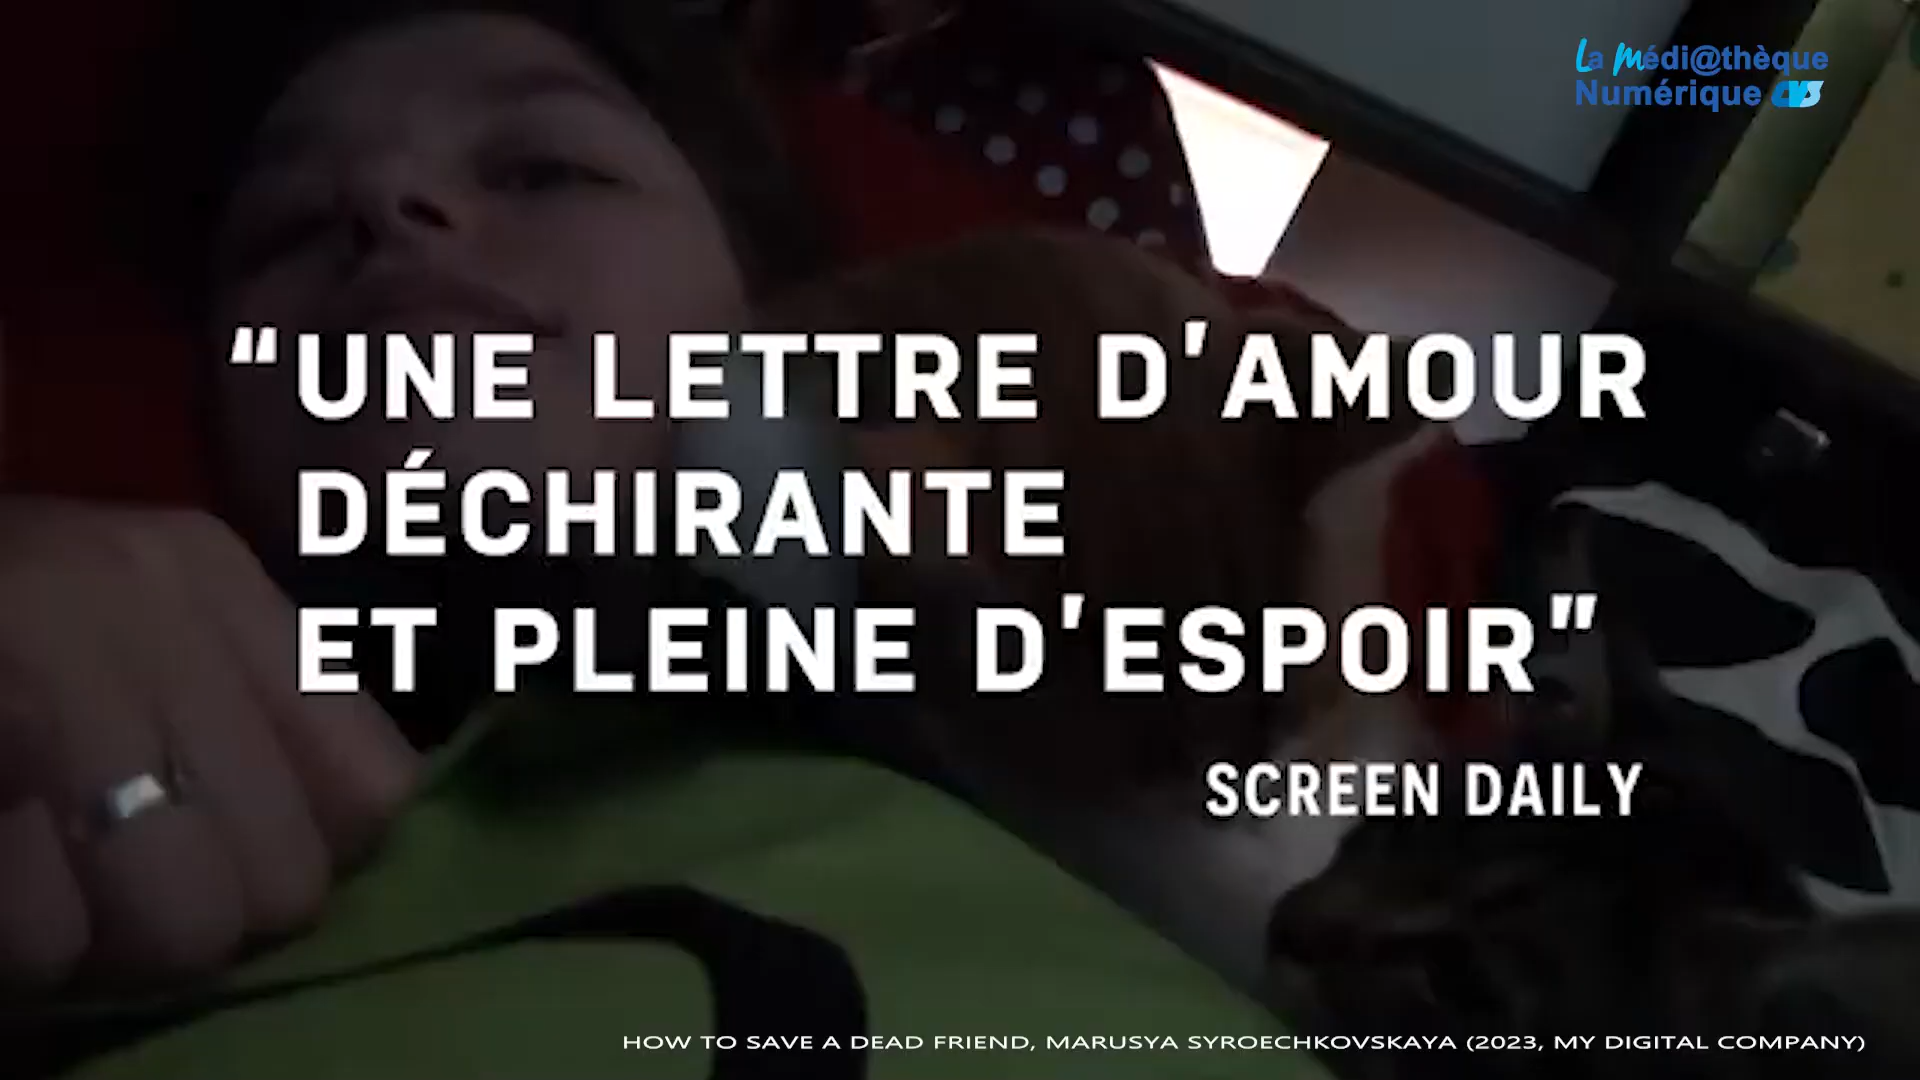 La Médi@thèque
Numérique CVS
“UNE LETTRE D’AMOUR
DÉCHIRANTE
ET PLEINE D’ESPOIR”
SCREEN DAILY
HOW TO SAVE A DEAD FRIEND, MARUSYA SYROECHKOVSKAYA (2023, MY DIGITAL COMPANY)